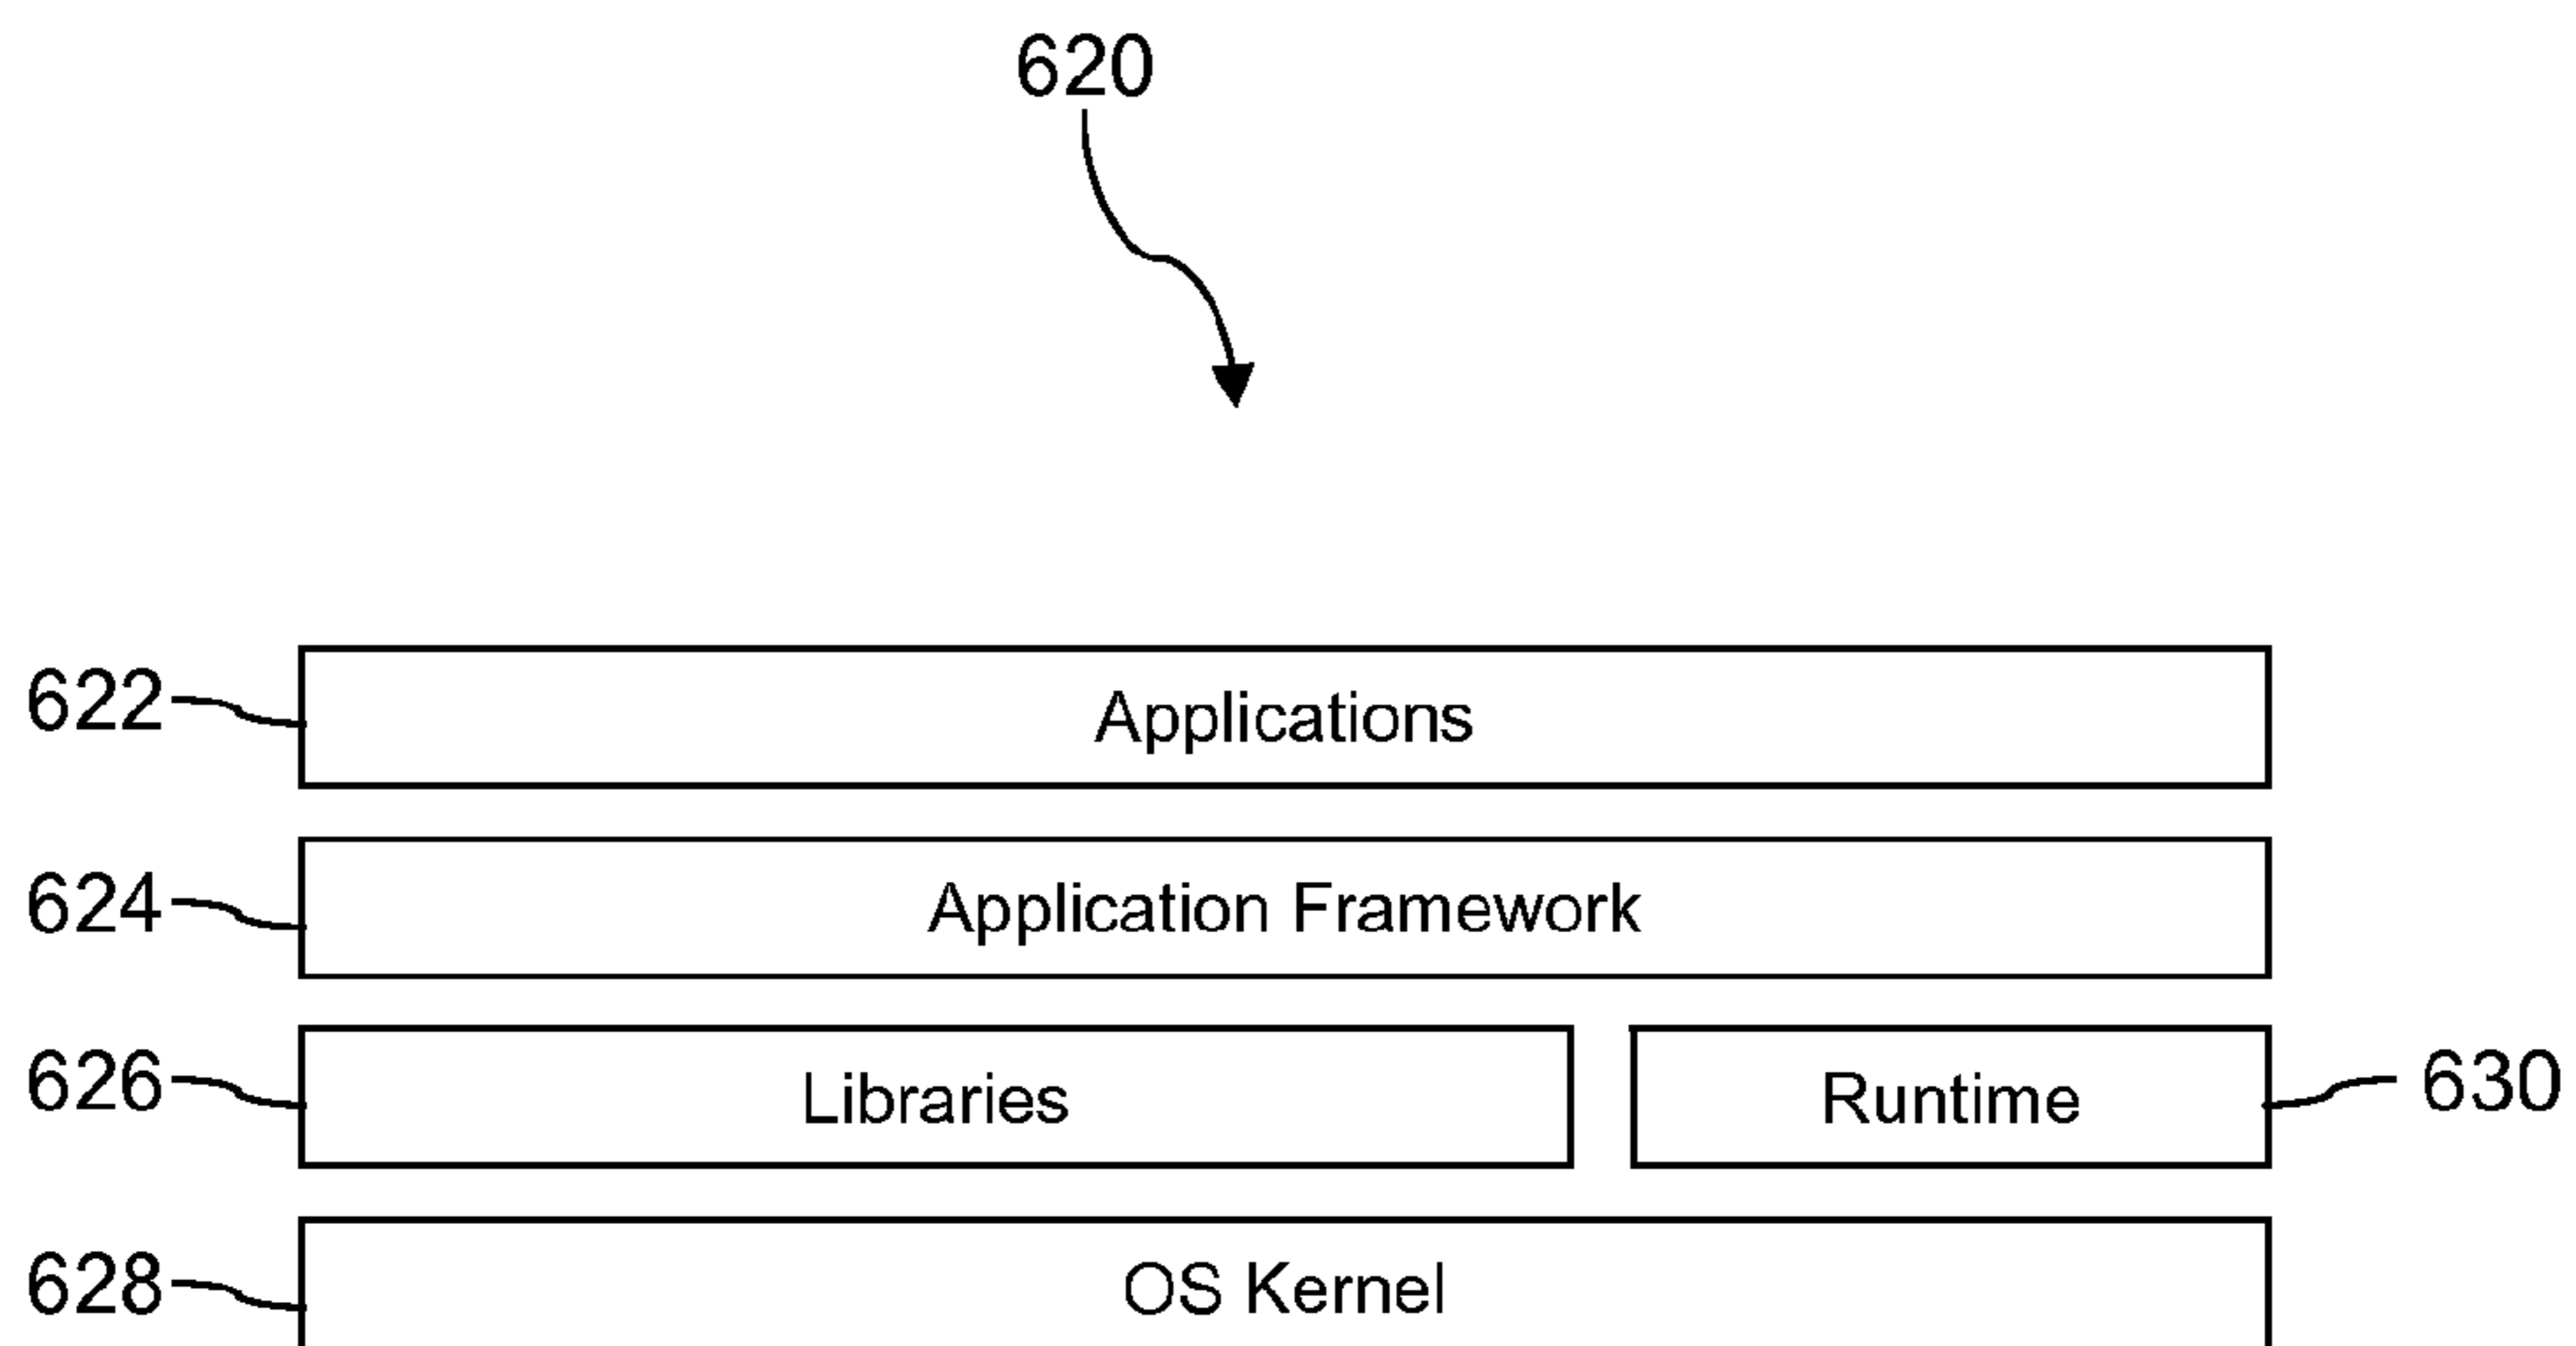 620
622 Applications
624 Application Framework
626 Libraries Runtime 630
628 OS Kernel